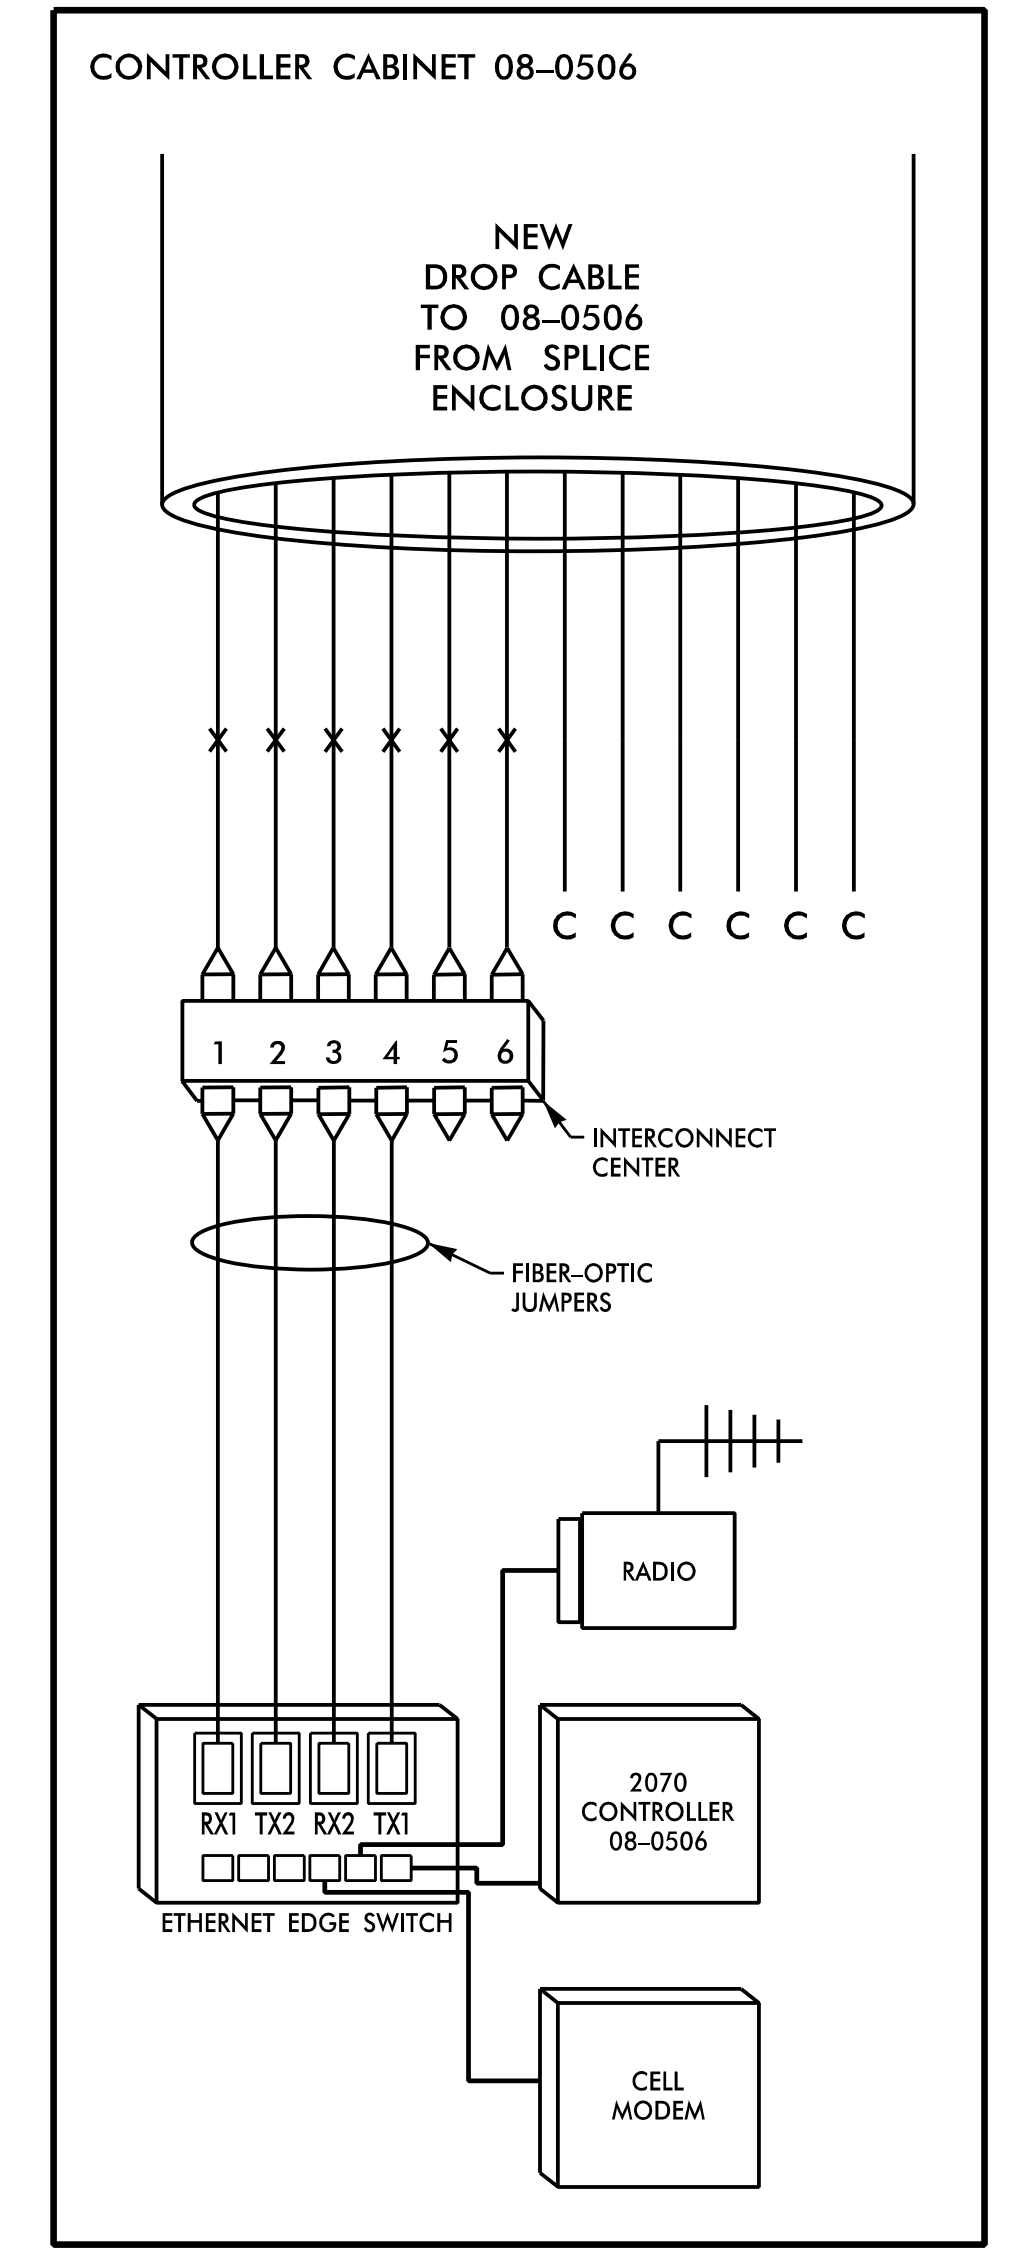 CONTROLLER CABINET 08-0506
NEW
DROP CABLE
TO 08-0506
FROM SPLICE
ENCLOSURE
X X X X X X
C C C C C C
1 2 3 4 5 6
INTERCONNECT
CENTER
FIBER-OPTIC
JUMPERS
RADIO
2070
CONTROLLER
08-0506
RX1 TX2 RX2 TX1
ETHERNET EDGE SWITCH
CELL
MODEM